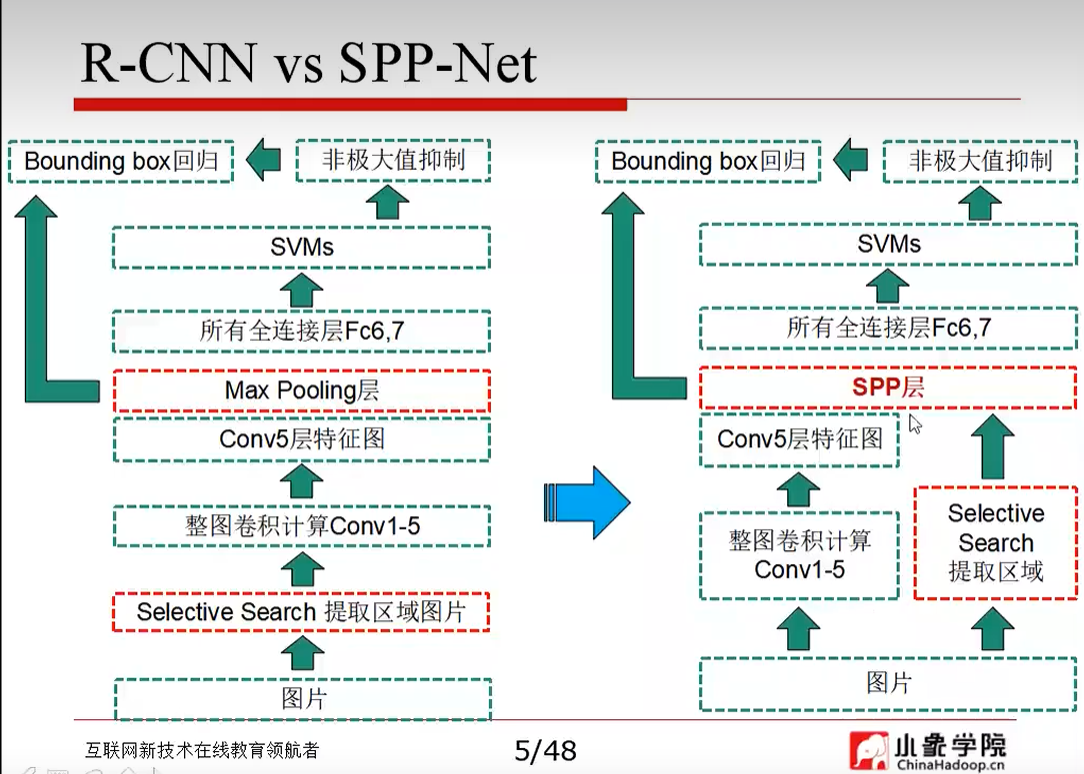 R-CNN vs SPP-Net
Bounding box回归
非极大值抑制
SVMs
所有全连接层Fc6,7
Max Pooling层
Conv5层特征图
整图卷积计算Conv1-5
Selective Search 提取区域图片
图片
Bounding box回归
非极大值抑制
SVMs
所有全连接层Fc6,7
SPP层
Conv5层特征图
整图卷积计算
Conv1-5
Selective
Search
提取区域
图片
互联网新技术在线教育领航者
5/48
小象学院
ChinaHadoop.cn